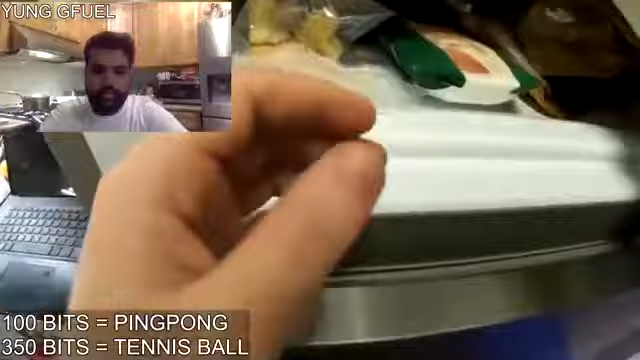 YUNG GFUEL
100 BITS = PINGPONG
350 BITS = TENNIS BALL